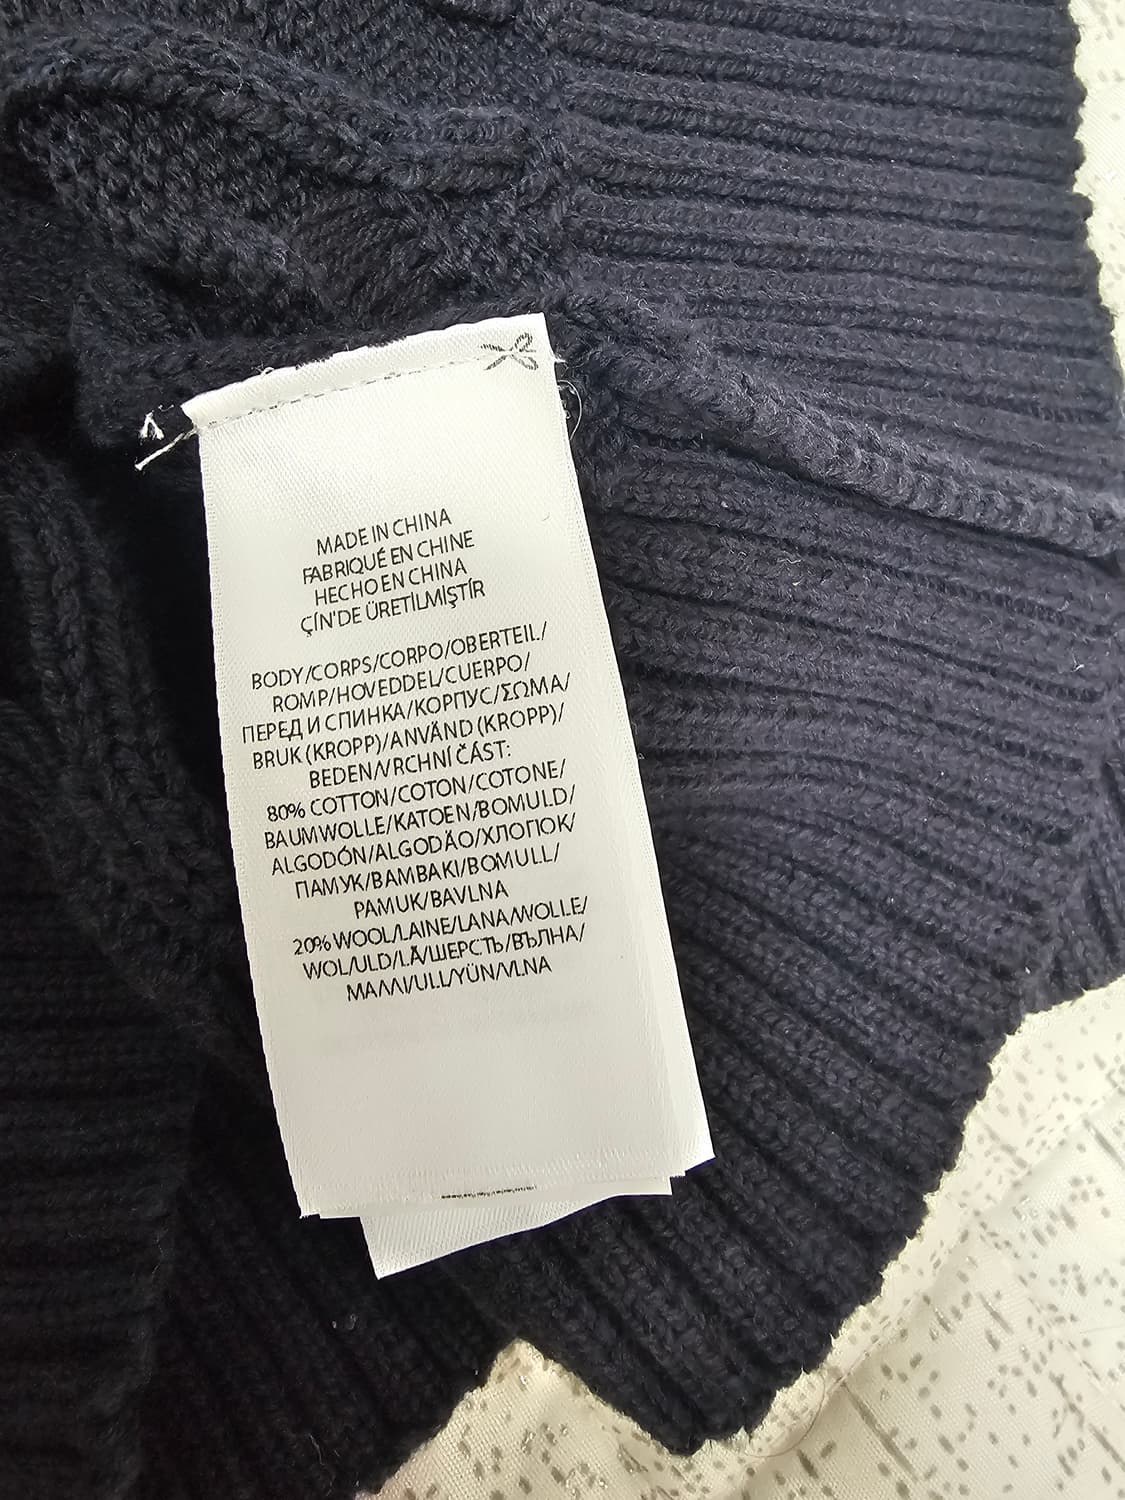 MADE IN CHINA
FABRIQUÉ EN CHINE
HECHO EN CHINA
ÇİN'DE ÜRETİLMİŞTİR
BODY/CORPS/CORPO/OBERTEIL/
ROMP/HOVEDDEL/CUERPO/
ПЕРЕД И СПИНКА/КОРПУС/ΣΩΜΑ/
BRUK (KROPP)/ANVÄND (KROPP)/
BEDEN/VRCHNÍ ČÁST:
80% COTTON/COTON/COTONE/
BAUMWOLLE/KATOEN/BOMULD/
ALGODÓN/ALGODÃO/ХЛОПОК/
ПАМУК/BAMBAKI/BOMULL/
PAMUK/BAVLNA
20% WOOL/LAINE/LANA/WOLLE/
WOL/ULD/LÃ/ШЕРСТЬ/ВЪЛНА/
ΜΑΛΛΙ/ULL/YÜN/VLNA